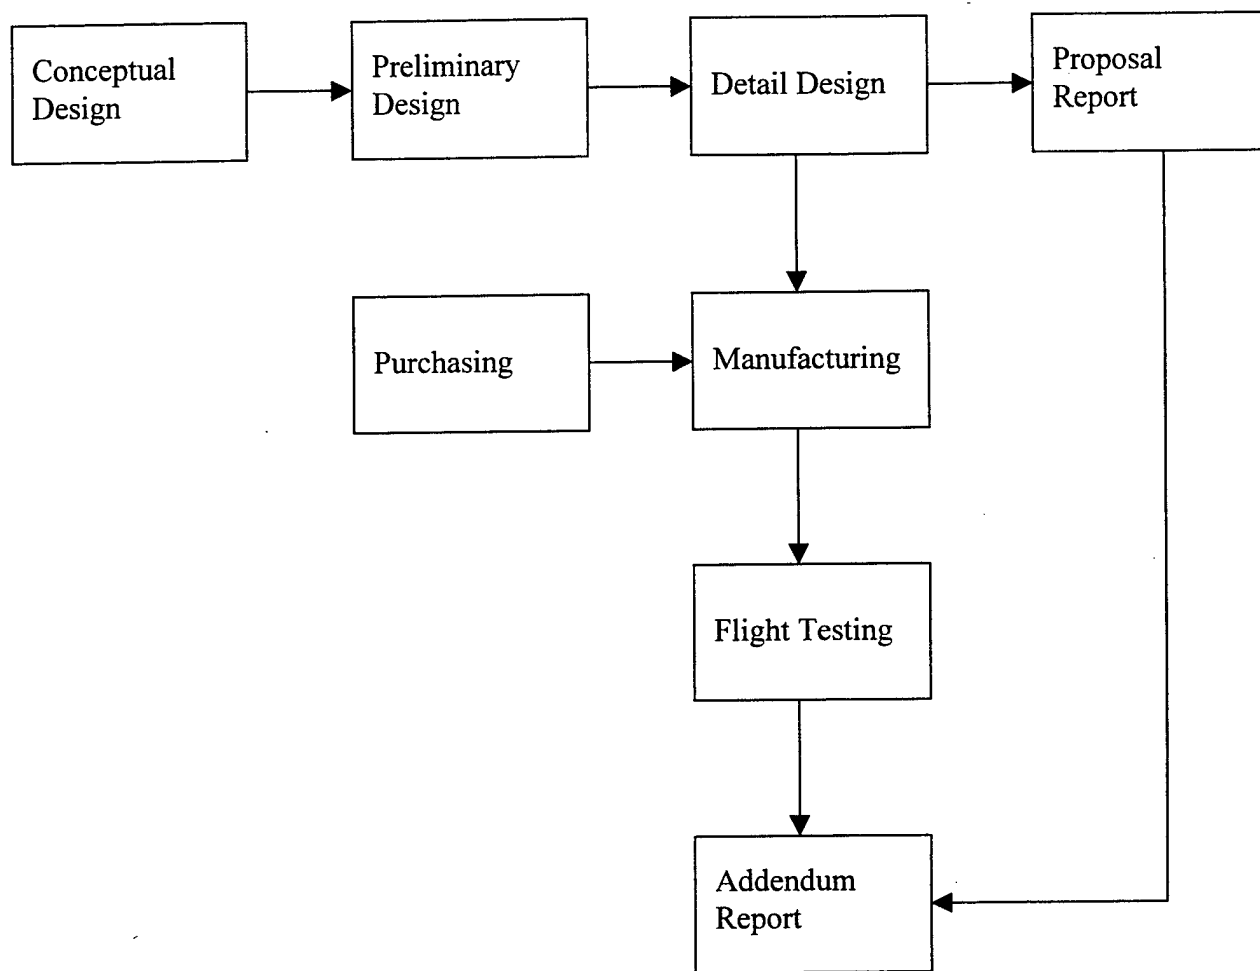 Conceptual
Design
Preliminary
Design
Detail Design
Proposal
Report
Purchasing
Manufacturing
Flight Testing
Addendum
Report